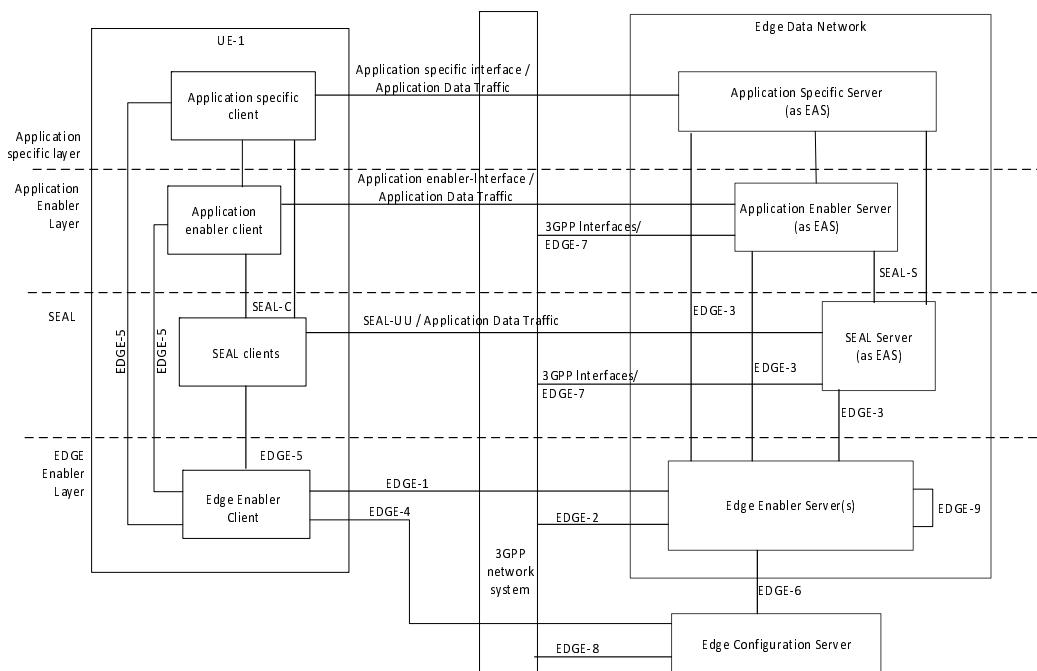 Edge Data Network
UE-1
Application specific interface /
Application Data Traffic
Application specific
client
Application Specific Server
(as EAS)
Application
specific layer
Application
Enabler
Layer
Application enabler-Interface /
Application Data Traffic
Application
enabler client
Application Enabler Server
(as EAS)
3GPP Interfaces/
EDGE-7
SEAL-S
SEAL
SEAL-C
SEAL-UU / Application Data Traffic
EDGE-3
EDGE-5
EDGE-5
SEAL clients
SEAL Server
(as EAS)
EDGE-3
3GPP Interfaces/
EDGE-7
EDGE-3
EDGE
Enabler
Layer
EDGE-5
EDGE-1
Edge Enabler
Client
EDGE-4
EDGE-2
Edge Enabler Server(s)
EDGE-9
3GPP
network
system
EDGE-6
Edge Configuration Server
EDGE-8